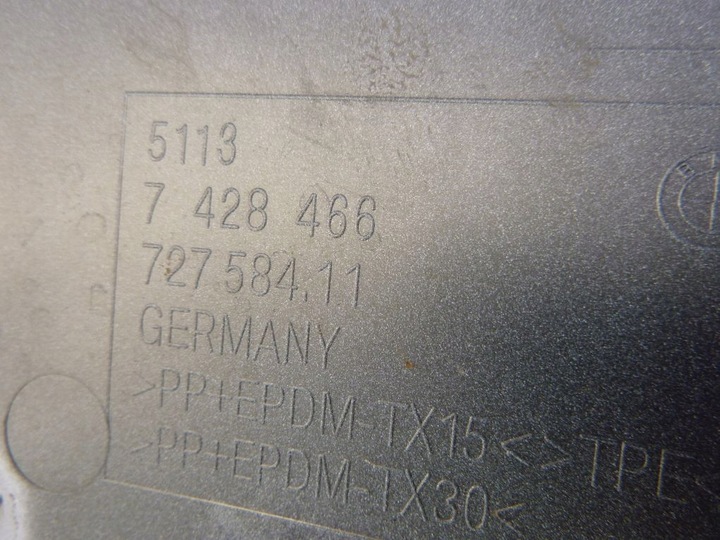 5113
7 428 466
727 584.11
GERMANY
>PP+EPDM-TX15<>TPE<
>PP+EPDM-TX30<